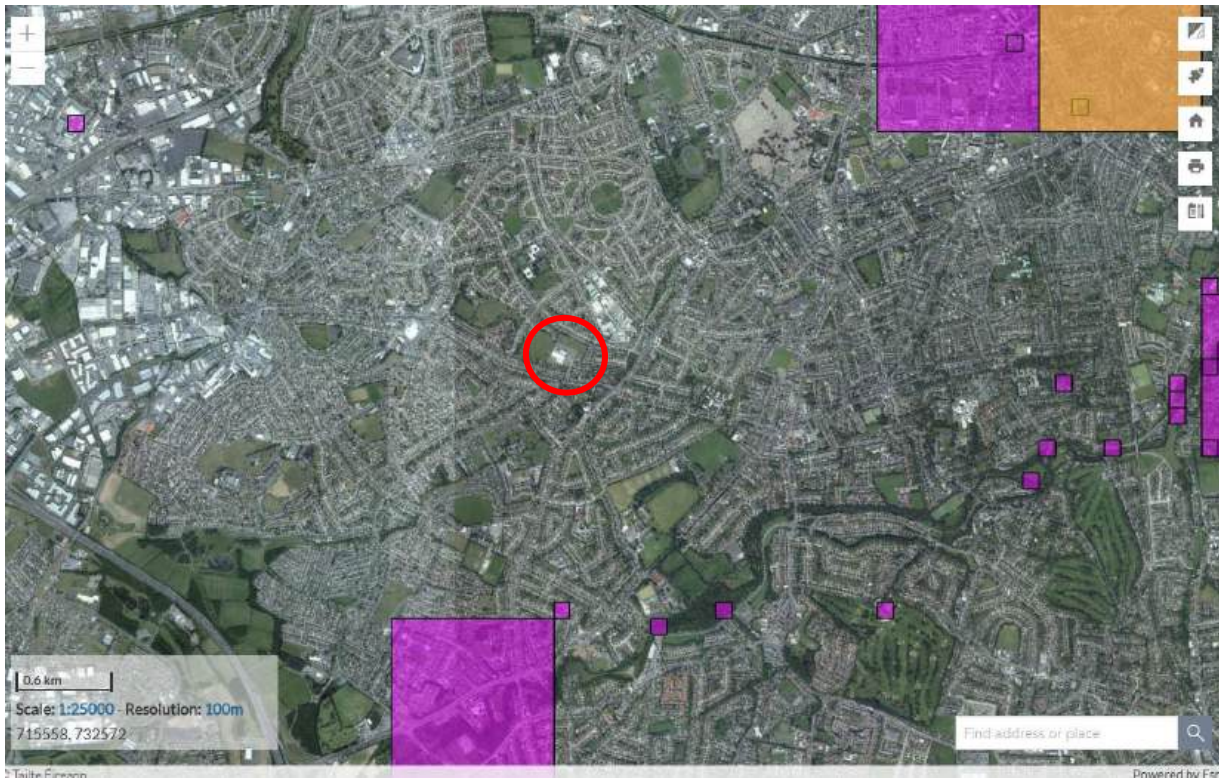 +
0.6 km
Scale: 1:25000 - Resolution: 100m
715558, 732572
Find address or place
© Tailte Éireann
Powered by Esri